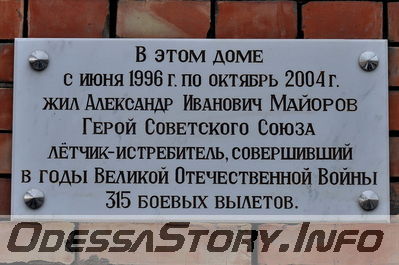 В этом доме
с июня 1996 г. по октябрь 2004 г.
жил Александр Иванович Майоров
Герой Советского Союза
лётчик-истребитель, совершивший
в годы Великой Отечественной Войны
315 боевых вылетов.
OdessaStory.Info